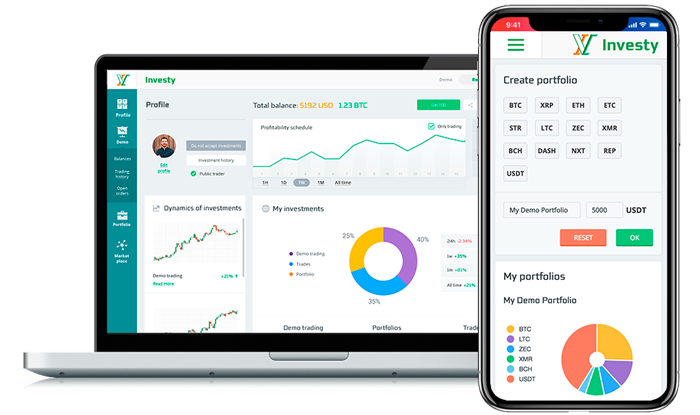 Investy
Demo
Profile
Total balance: 5192 USD 1.23 BTC
Profile
Demo
Balances
Trading history
Open orders
Portfolio
Market place
Edit profile
Do not accept investments
Investment history
Public trader
Profitability schedule
Only trading
1H 1D 1W 1M All time
Dynamics of investments
Demo trading +21%
Read more
My investments
Demo trading
Trades
Portfolio
25%
40%
35%
24h -2.34%
1w +35%
1m +81%
All time +21%
Demo trading Portfolios
9:41
Investy
Create portfolio
BTC XRP ETH ETC
STR LTC ZEC XMR
BCH DASH NXT REP
USDT
My Demo Portfolio 5000 USDT
RESET OK
My portfolios
My Demo Portfolio
BTC
LTC
ZEC
XMR
BCH
USDT